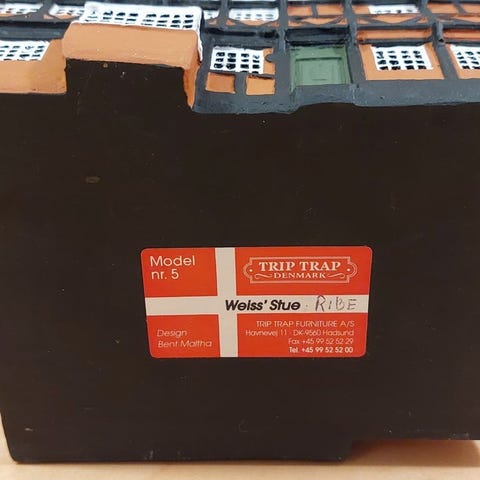 Model
nr. 5
TRIP TRAP
DENMARK
Weiss' Stue. RIBE
Design
Bent Maltha
TRIP TRAP FURNITURE A/S
Havnevej 11 · DK-9560 Hadsund
Fax +45 99 52 52 29
Tel. +45 99 52 52 00